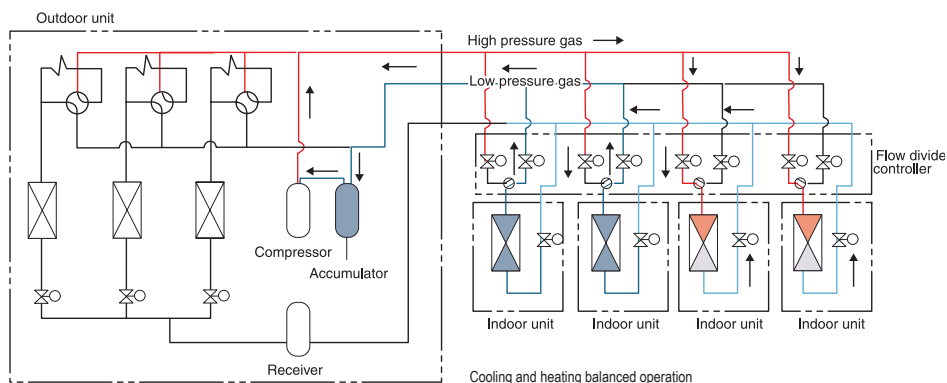 Outdoor unit
High pressure gas
Low pressure gas
Flow divide
controller
Compressor
Accumulator
Receiver
Indoor unit
Indoor unit
Indoor unit
Indoor unit
Cooling and heating balanced operation